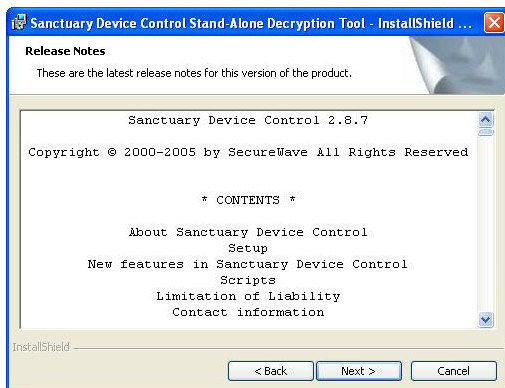 Sanctuary Device Control Stand-Alone Decryption Tool - InstallShield ...
Release Notes
These are the latest release notes for this version of the product.
Sanctuary Device Control 2.8.7
Copyright © 2000-2005 by SecureWave All Rights Reserved
* CONTENTS *
About Sanctuary Device Control
Setup
New features in Sanctuary Device Control
Scripts
Limitation of Liability
Contact information
InstallShield
< Back
Next >
Cancel